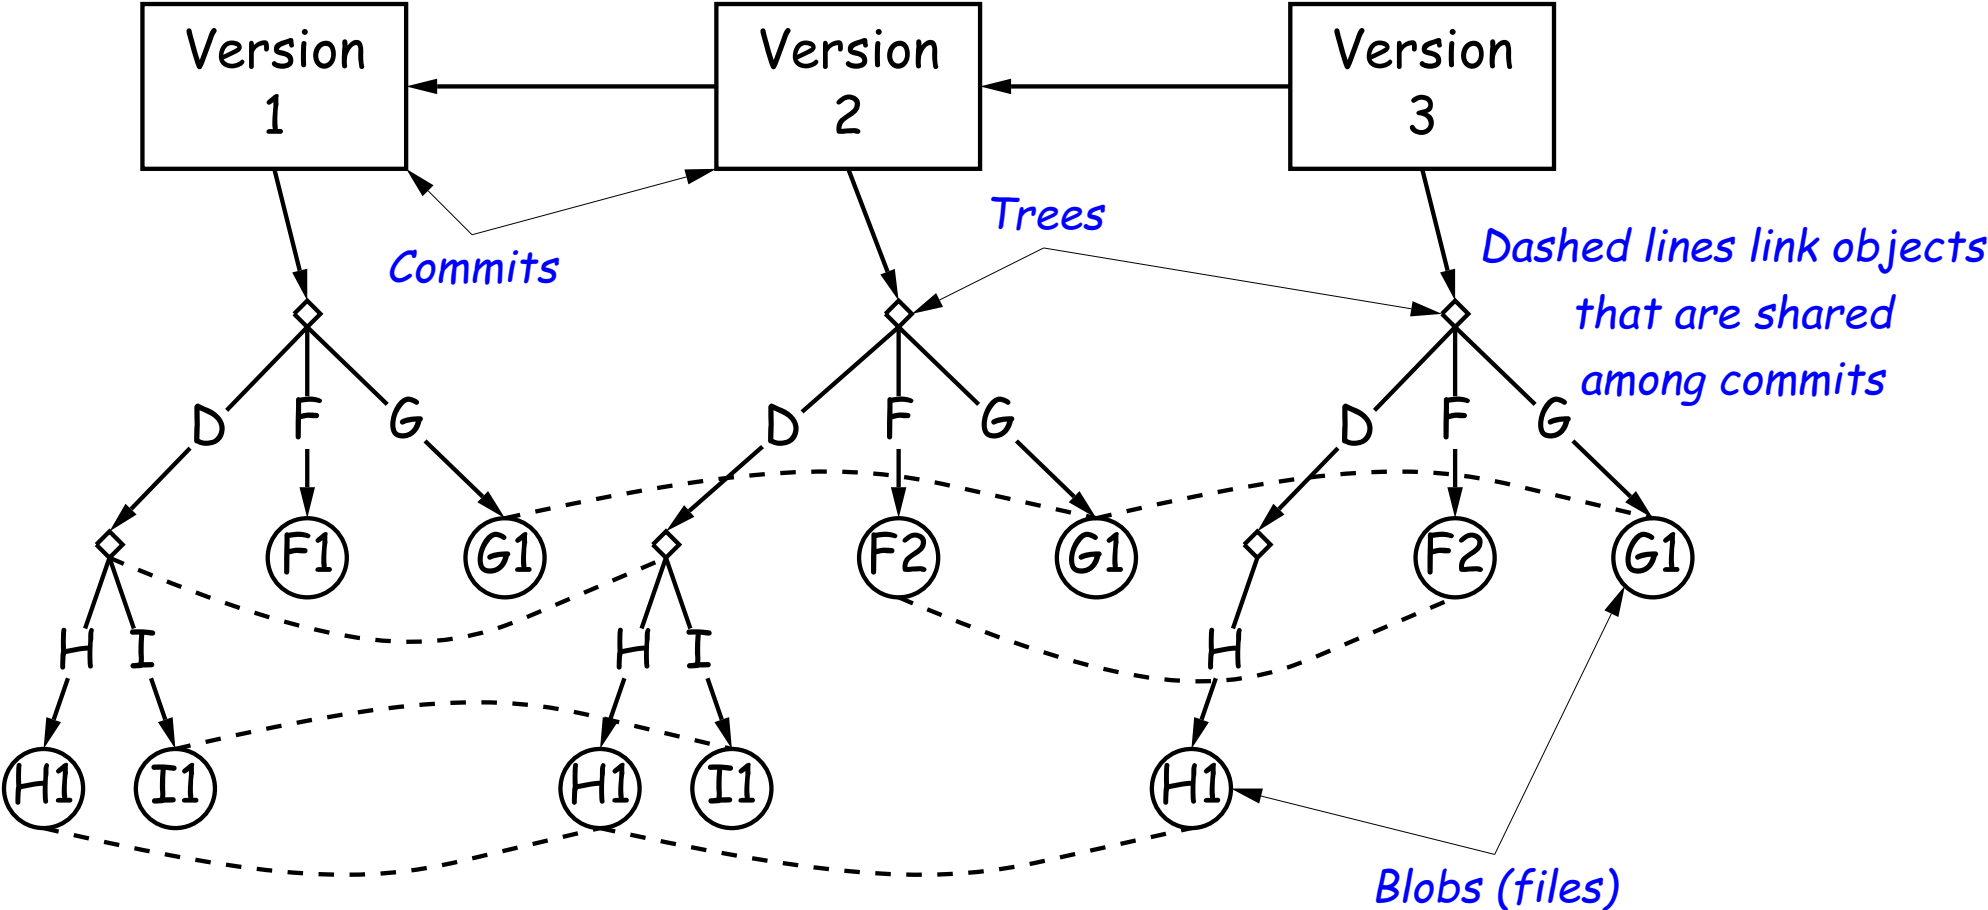 Version
1
Version
2
Version
3
Commits
Trees
Dashed lines link objects
that are shared
among commits
D F G
D F G
D F G
F1 G1
F2 G1
F2 G1
H I
H I
H
H1 I1
H1 I1
H1
Blobs (files)